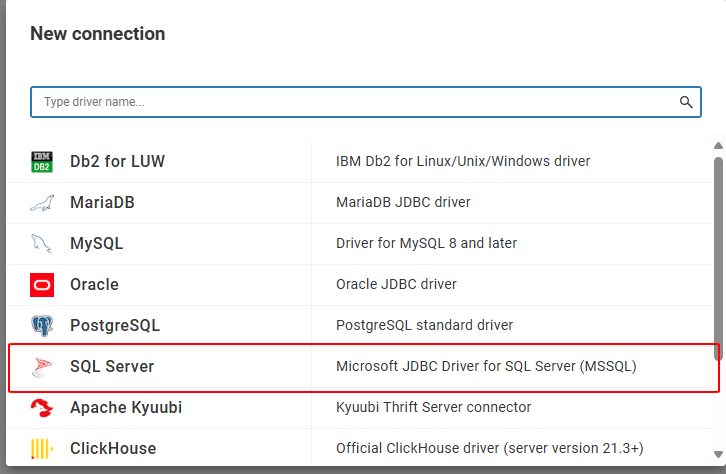 New connection
Type driver name...
IBM DB2 Db2 for LUW IBM Db2 for Linux/Unix/Windows driver
MariaDB MariaDB JDBC driver
MySQL Driver for MySQL 8 and later
Oracle Oracle JDBC driver
PostgreSQL PostgreSQL standard driver
SQL Server Microsoft JDBC Driver for SQL Server (MSSQL)
Apache Kyuubi Kyuubi Thrift Server connector
ClickHouse Official ClickHouse driver (server version 21.3+)